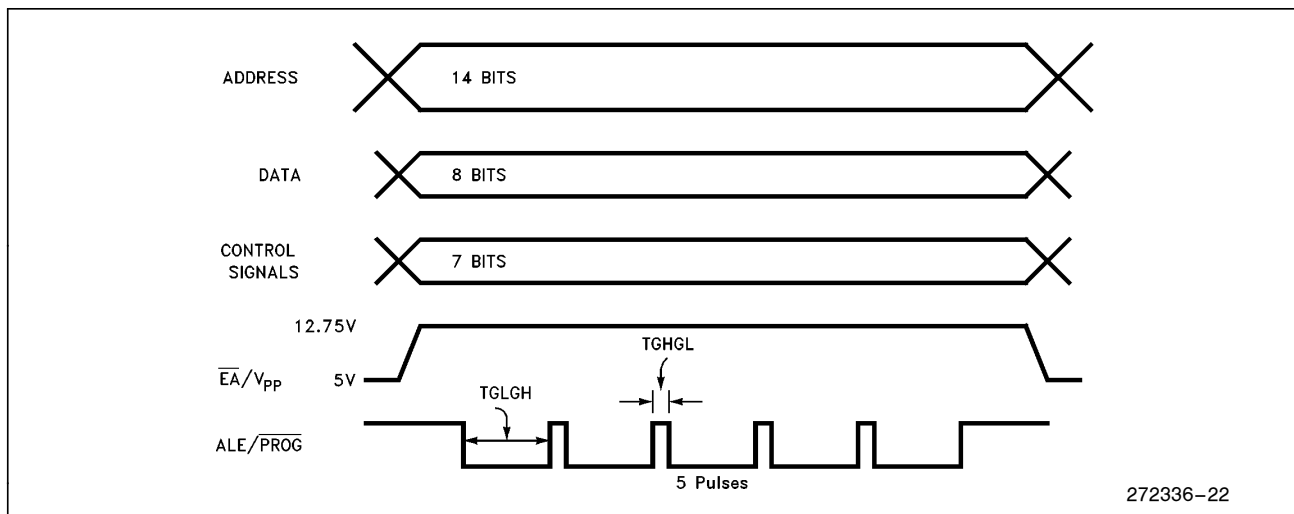 ADDRESS
14 BITS
DATA
8 BITS
CONTROL
SIGNALS
7 BITS
12.75V
TGHGL
EA/VPP
5V
TGLGH
ALE/PROG
5 Pulses
272336-22